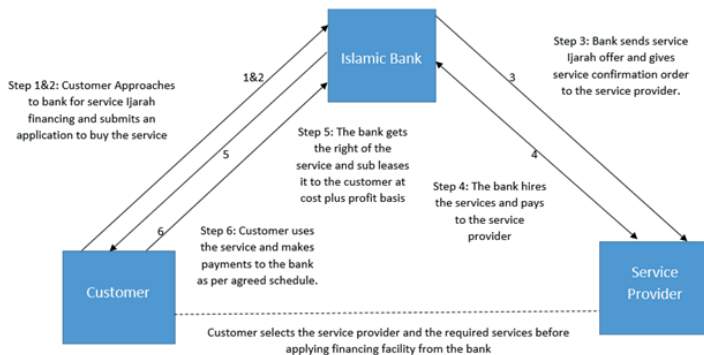 Islamic Bank
Step 1&2: Customer Approaches
to bank for service Ijarah
financing and submits an
application to buy the service
1&2
3
Step 3: Bank sends service
Ijarah offer and gives
service confirmation order
to the service provider.
5
Step 5: The bank gets
the right of the
service and sub leases
it to the customer at
cost plus profit basis
4
Step 4: The bank hires
the services and pays
to the service
provider
6
Step 6: Customer uses
the service and makes
payments to the bank
as per agreed schedule.
Customer
Service
Provider
Customer selects the service provider and the required services before
applying financing facility from the bank